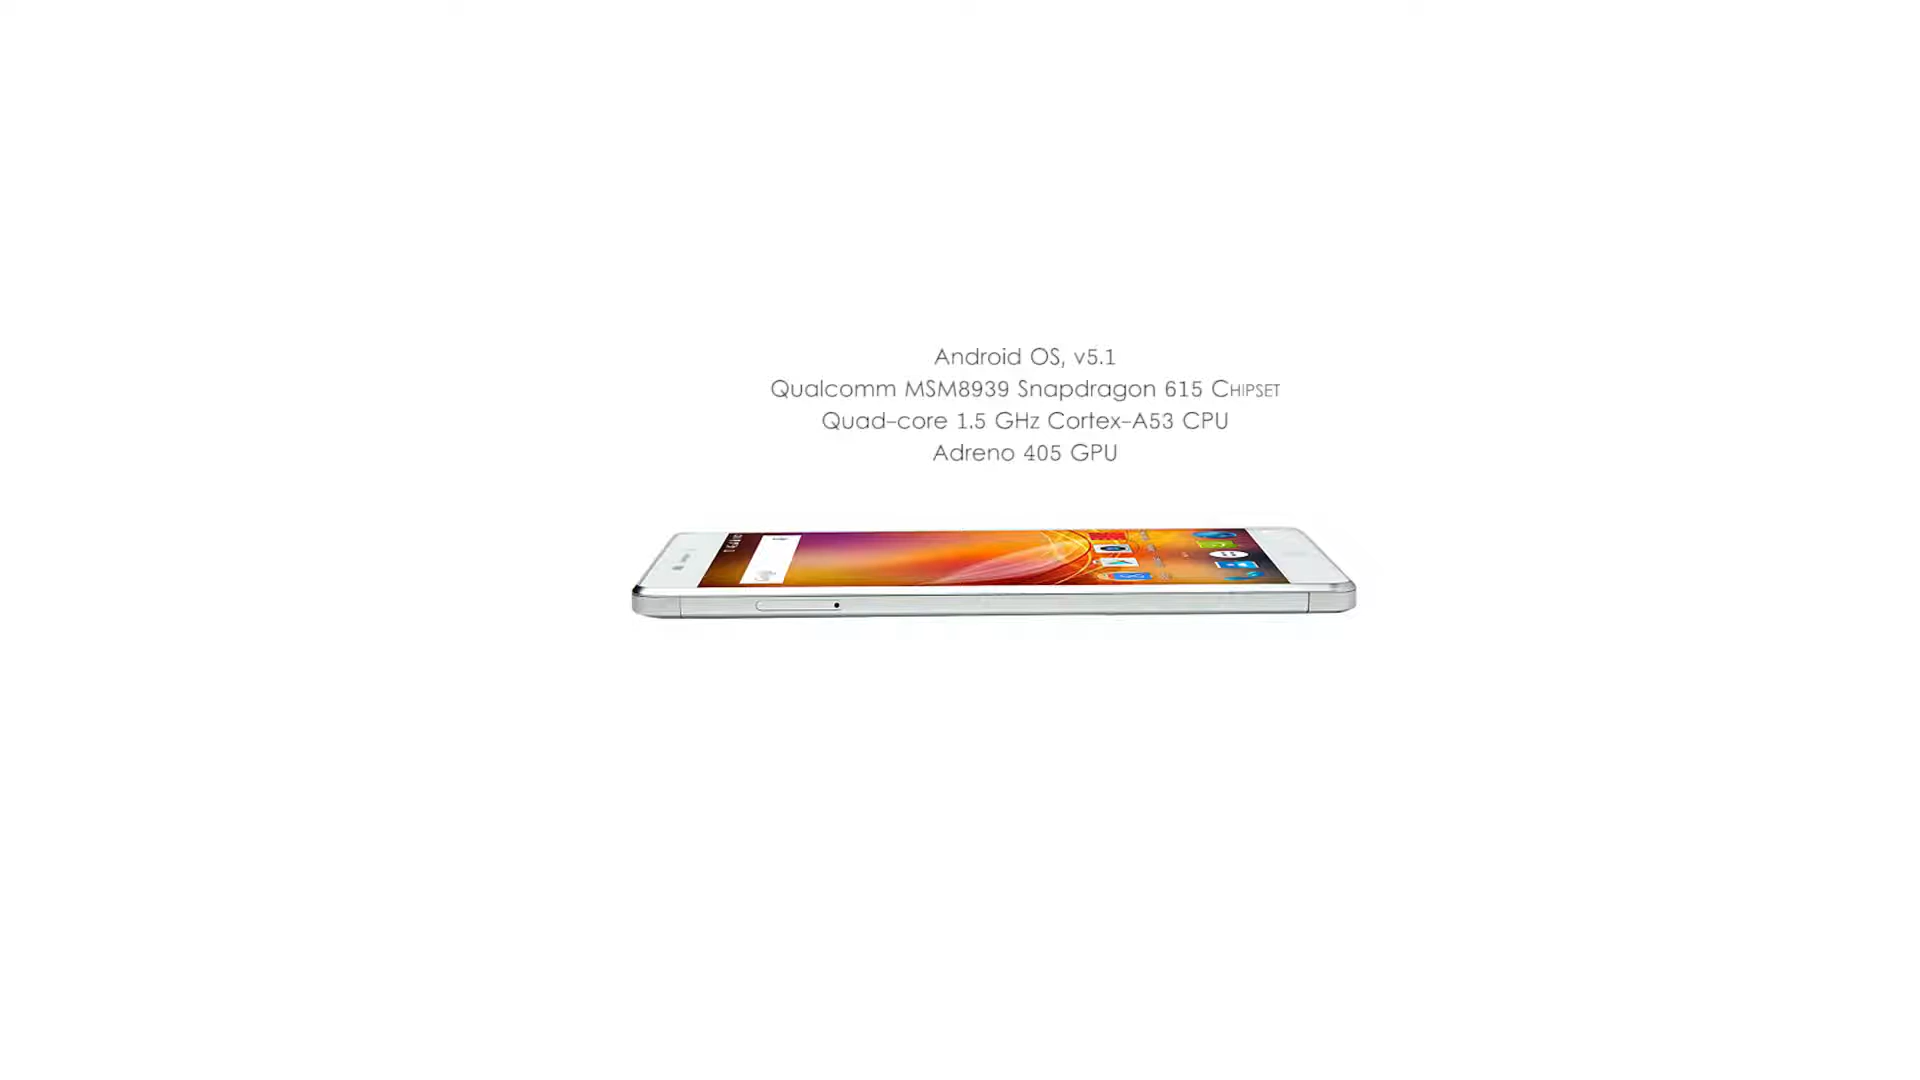 Android OS, v5.1
Qualcomm MSM8939 Snapdragon 615 Chipset
Quad-core 1.5 GHz Cortex-A53 CPU
Adreno 405 GPU